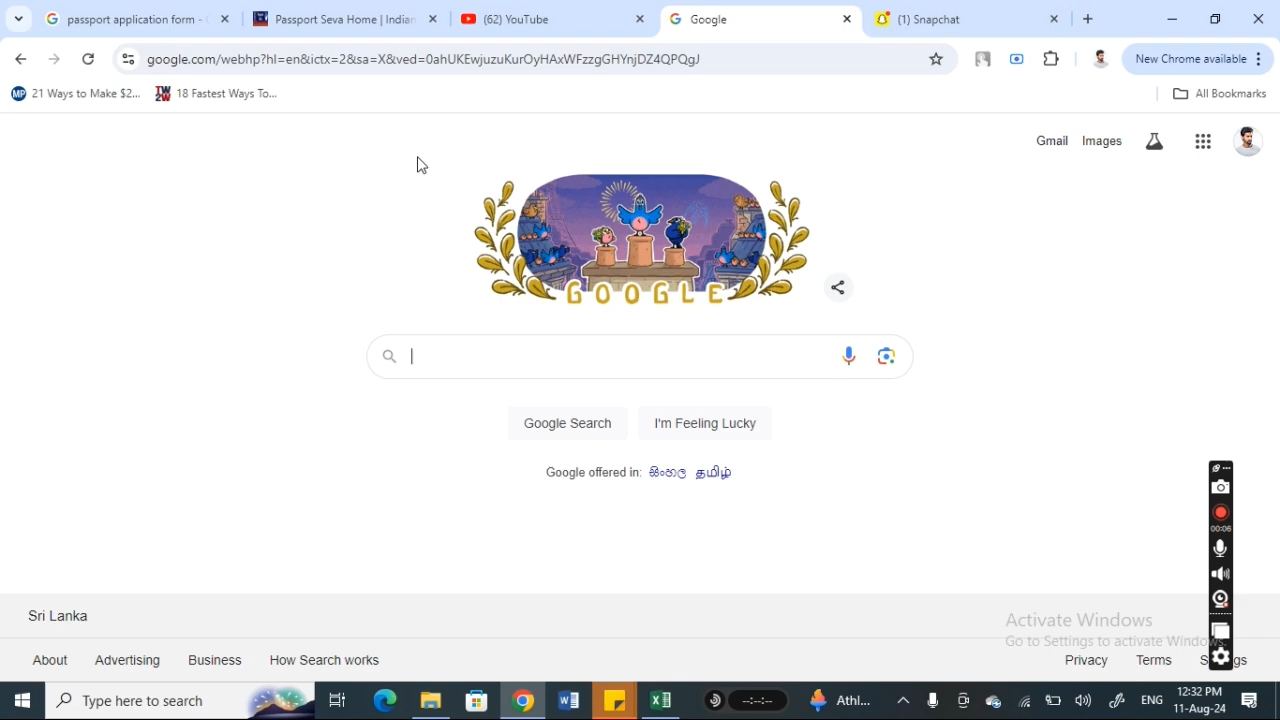 passport application form - G
Passport Seva Home | Indian
(62) YouTube
Google
(1) Snapchat
google.com/webhp?hl=en&ictx=2&sa=X&ved=0ahUKEwjuzuKurOyHAxWFzzgGHYnjDZ4QPQgJ
New Chrome available
MP 21 Ways to Make $2...
TW2W 18 Fastest Ways To...
All Bookmarks
Gmail Images
GOOGLE
Google Search
I'm Feeling Lucky
Google offered in: සිංහල தமிழ்
00:06
Sri Lanka
Activate Windows
Go to Settings to activate Windows.
About Advertising Business How Search works
Privacy Terms
Type here to search
--:--:--
Athl...
ENG
12:32 PM
11-Aug-24